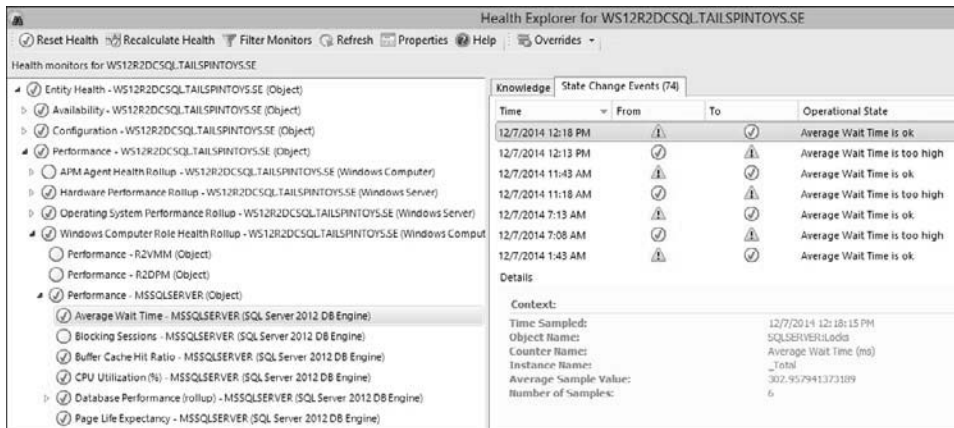 Health Explorer for WS12R2DCSQL.TAILSPINTOYS.SE
Reset Health Recalculate Health Filter Monitors Refresh Properties Help Overrides
Health monitors for WS12R2DCSQL.TAILSPINTOYS.SE
Entity Health - WS12R2DCSQL.TAILSPINTOYS.SE (Object)
Availability - WS12R2DCSQL.TAILSPINTOYS.SE (Object)
Configuration - WS12R2DCSQL.TAILSPINTOYS.SE (Object)
Performance - WS12R2DCSQL.TAILSPINTOYS.SE (Object)
APM Agent Health Rollup - WS12R2DCSQL.TAILSPINTOYS.SE (Windows Computer)
Hardware Performance Rollup - WS12R2DCSQL.TAILSPINTOYS.SE (Windows Server)
Operating System Performance Rollup - WS12R2DCSQL.TAILSPINTOYS.SE (Windows Server)
Windows Computer Role Health Rollup - WS12R2DCSQL.TAILSPINTOYS.SE (Windows Comput
Performance - R2VMM (Object)
Performance - R2DPM (Object)
Performance - MSSQLSERVER (Object)
Average Wait Time - MSSQLSERVER (SQL Server 2012 DB Engine)
Blocking Sessions - MSSQLSERVER (SQL Server 2012 DB Engine)
Buffer Cache Hit Ratio - MSSQLSERVER (SQL Server 2012 DB Engine)
CPU Utilization (%) - MSSQLSERVER (SQL Server 2012 DB Engine)
Database Performance (rollup) - MSSQLSERVER (SQL Server 2012 DB Engine)
Page Life Expectancy - MSSQLSERVER (SQL Server 2012 DB Engine)
Knowledge State Change Events (74)
Time From To Operational State
12/7/2014 12:18 PM Average Wait Time is ok
12/7/2014 12:13 PM Average Wait Time is too high
12/7/2014 11:43 AM Average Wait Time is ok
12/7/2014 11:18 AM Average Wait Time is too high
12/7/2014 7:13 AM Average Wait Time is ok
12/7/2014 7:08 AM Average Wait Time is too high
12/7/2014 1:43 AM Average Wait Time is ok
Details
Context:
Time Sampled: 12/7/2014 12:18:15 PM
Object Name: SQLSERVER:Locks
Counter Name: Average Wait Time (ms)
Instance Name: _Total
Average Sample Value: 302.957941373189
Number of Samples: 6